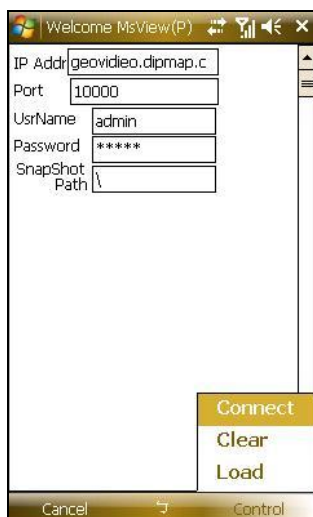 Welcome MsView(P)
IP Addr geovidieo.dipmap.c
Port 10000
UsrName admin
Password *****
SnapShot
Path \
Connect
Clear
Load
Cancel Control